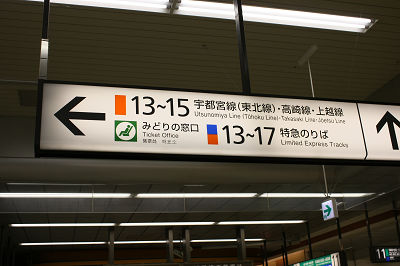 13~15 宇都宮線(東北線)・高崎線・上越線
Utsunomiya Line (Tōhoku Line)・Takasaki Line・Jōetsu Line
みどりの窓口
Ticket Office
13~17 特急のりば
Limited Express Tracks
11